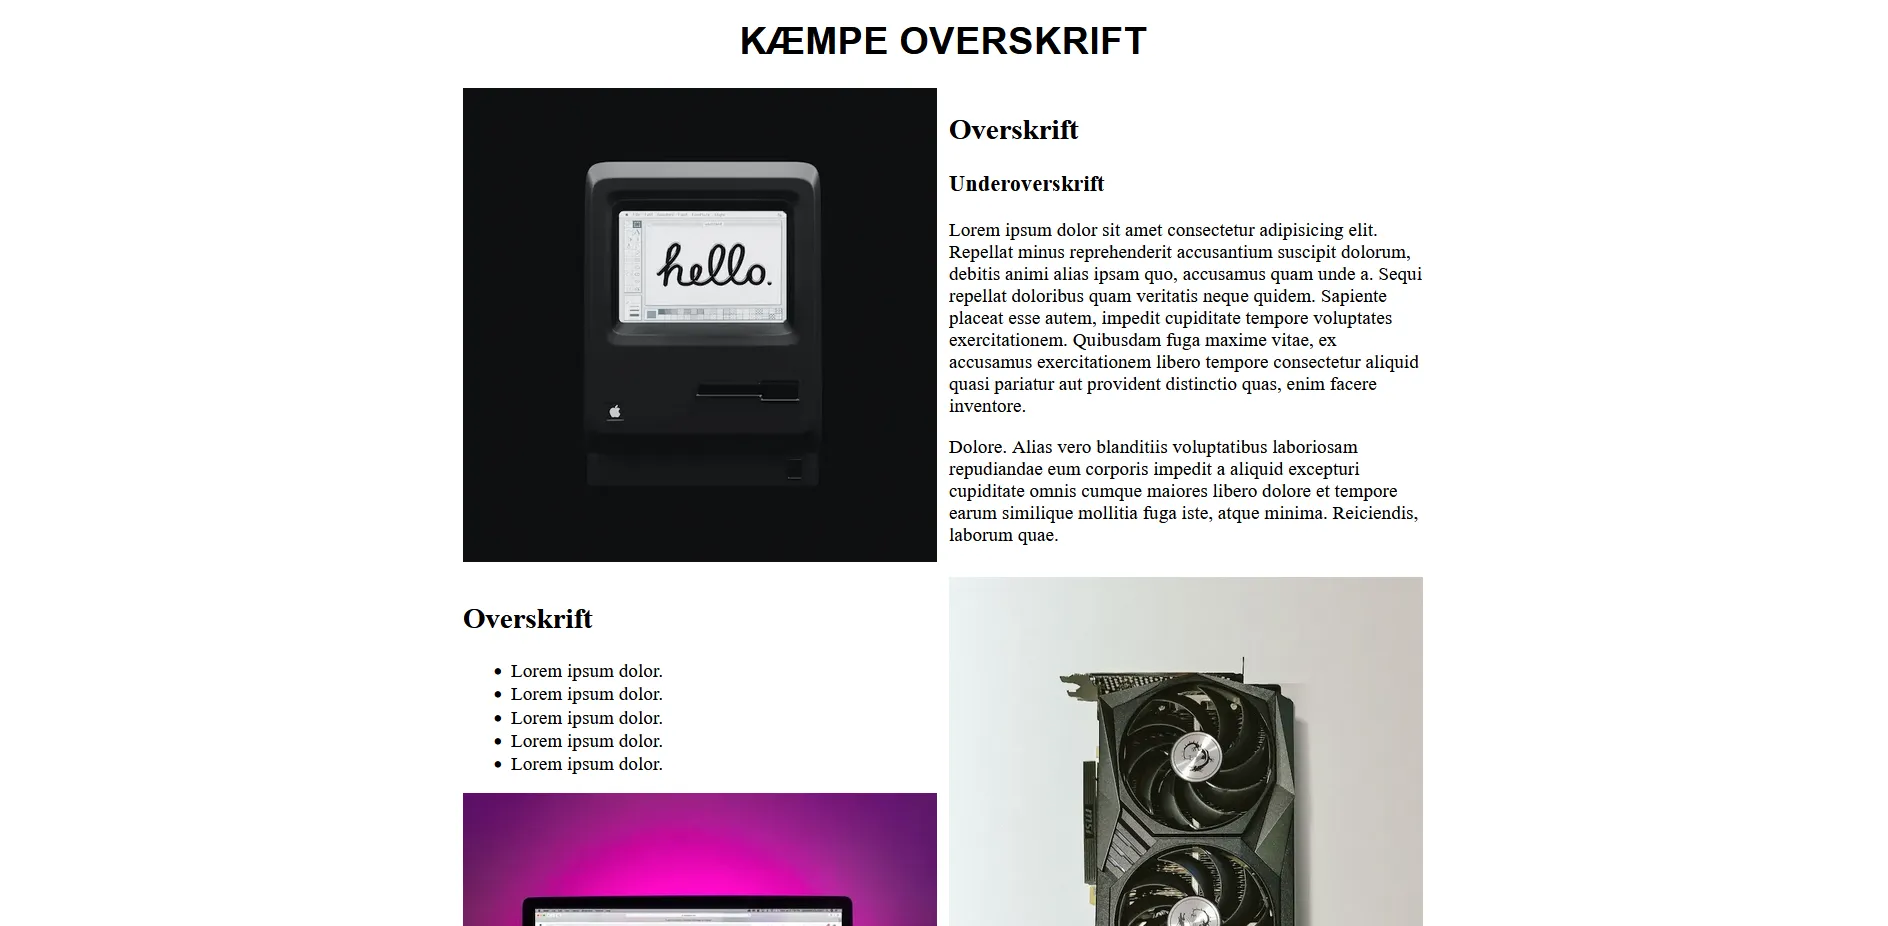 KÆMPE OVERSKRIFT
hello.
Overskrift
Underoverskrift
Lorem ipsum dolor sit amet consectetur adipisicing elit.
Repellat minus reprehenderit accusantium suscipit dolorum,
debitis animi alias ipsam quo, accusamus quam unde a. Sequi
repellat doloribus quam veritatis neque quidem. Sapiente
placeat esse autem, impedit cupiditate tempore voluptates
exercitationem. Quibusdam fuga maxime vitae, ex
accusamus exercitationem libero tempore consectetur aliquid
quasi pariatur aut provident distinctio quas, enim facere
inventore.
Dolore. Alias vero blanditiis voluptatibus laboriosam
repudiandae eum corporis impedit a aliquid excepturi
cupiditate omnis cumque maiores libero dolore et tempore
earum similique mollitia fuga iste, atque minima. Reiciendis,
laborum quae.
Overskrift
• Lorem ipsum dolor.
• Lorem ipsum dolor.
• Lorem ipsum dolor.
• Lorem ipsum dolor.
• Lorem ipsum dolor.
msi